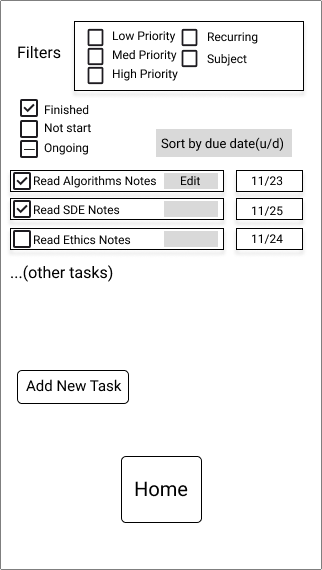 Filters
Low Priority
Recurring
Med Priority
Subject
High Priority
Finished
Not start
Ongoing
Sort by due date(u/d)
Read Algorithms Notes Edit 11/23
Read SDE Notes 11/25
Read Ethics Notes 11/24
...(other tasks)
Add New Task
Home